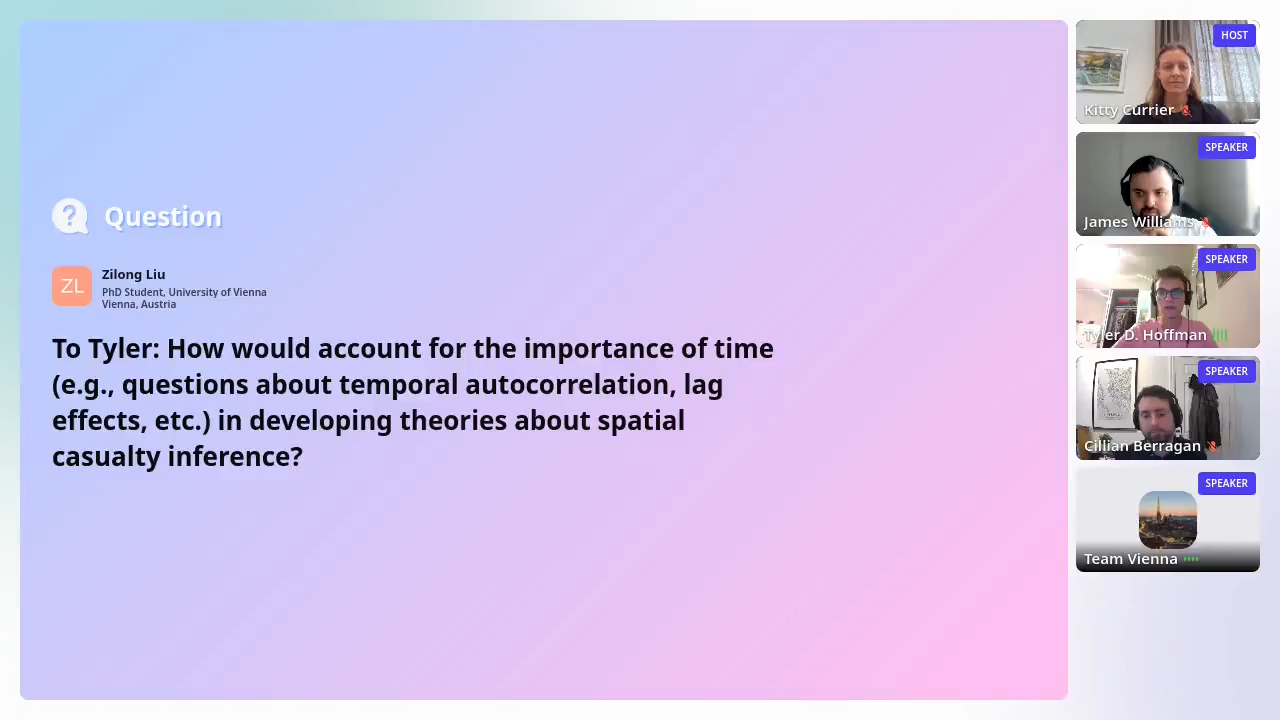 Question
ZL
Zilong Liu
PhD Student, University of Vienna
Vienna, Austria
To Tyler: How would account for the importance of time
(e.g., questions about temporal autocorrelation, lag
effects, etc.) in developing theories about spatial
casualty inference?
HOST
Kitty Currier
SPEAKER
James Williams
SPEAKER
Tyler D. Hoffman
SPEAKER
Cillian Berragan
SPEAKER
Team Vienna